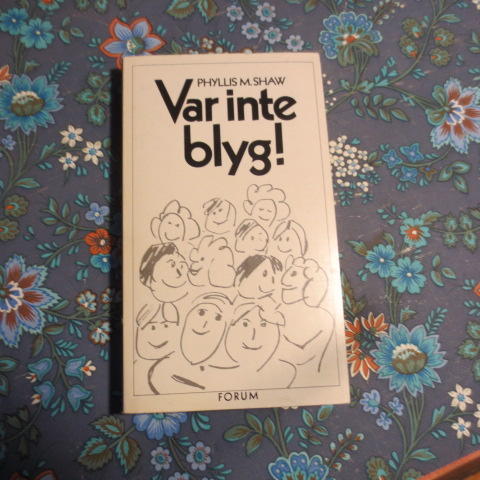 PHYLLIS M. SHAW
Var inte
blyg!
FORUM